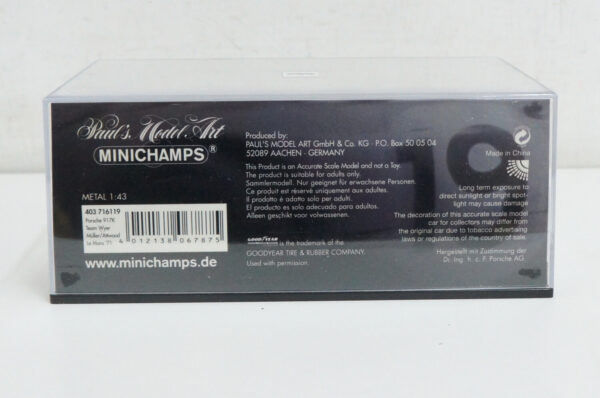 Paul's Model Art
MINICHAMPS®
METAL 1:43
403 716119
Porsche 917K
Team Wyer
Müller/Attwood
Le Mans '71
4 012138 067875
www.minichamps.de
Produced by:
PAUL'S MODEL ART GmbH & Co. KG · P.O. Box 50 05 04
52089 AACHEN - GERMANY
This Product is an Accurate Scale Model and not a Toy.
The product is suitable for adults only.
Sammlermodell. Nur geeignet für erwachsene Personen.
Ce produit est réservé uniquement aux adultes.
Il prodotto é adatto solo per adulti.
El producto es solo adecuado para adultos.
Alleen geschikt voor volwassenen.
GOODYEAR is the trademark of the
GOODYEAR TIRE & RUBBER COMPANY.
Used with permission.
Made in China
Long term exposure to
direct sunlight or bright spot-
light may cause damage
The decoration of this accurate scale model
car for collectors may differ from
the original car due to tobacco advertising
laws or regulations of the country of sale.
Hergestellt mit Zustimmung der
Dr. Ing. h. c. F. Porsche AG.